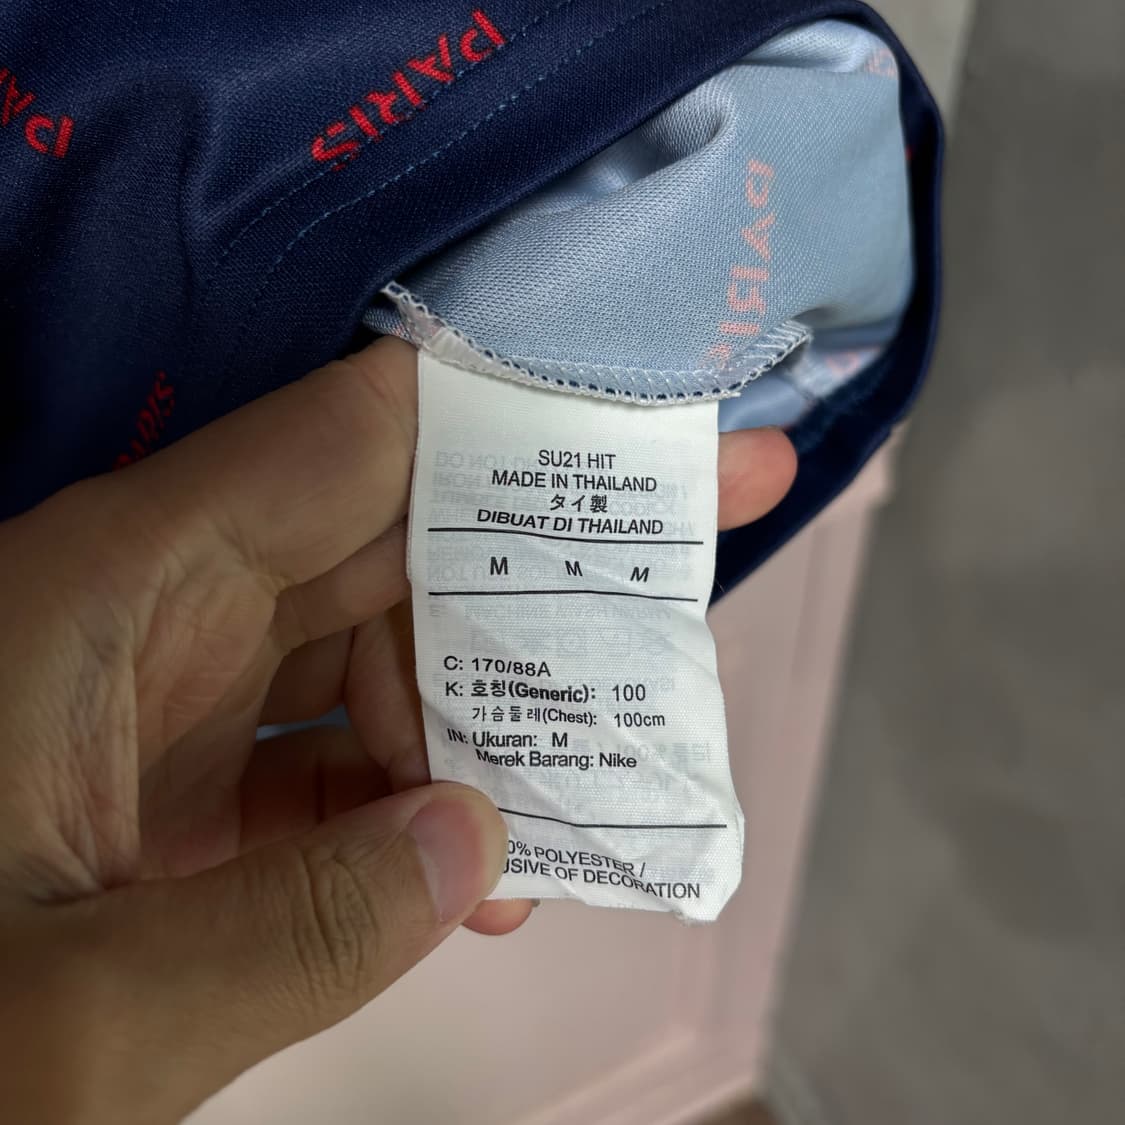 PARIS
SU21 HIT
MADE IN THAILAND
タイ製
DIBUAT DI THAILAND
M M M
C: 170/88A
K: 호칭(Generic): 100
가슴둘레(Chest): 100cm
IN: Ukuran: M
Merek Barang: Nike
0% POLYESTER /
USIVE OF DECORATION